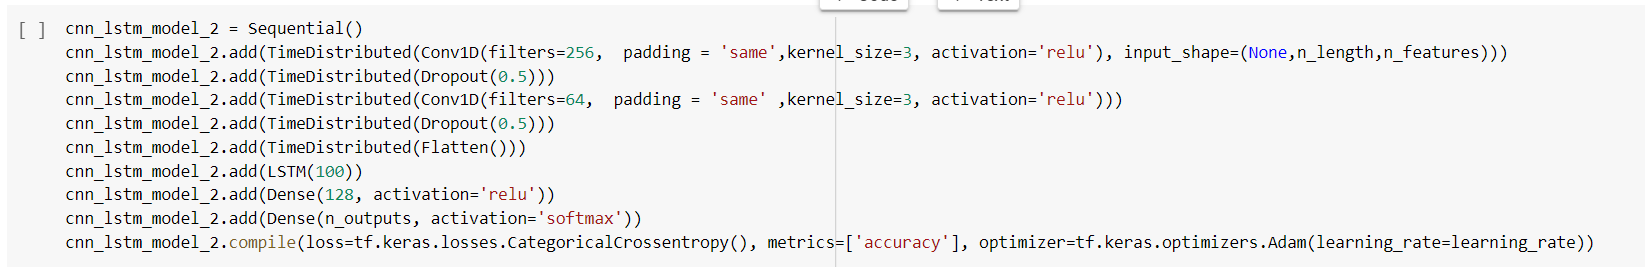 [ ] cnn_lstm_model_2 = Sequential()
cnn_lstm_model_2.add(TimeDistributed(Conv1D(filters=256,  padding = 'same',kernel_size=3, activation='relu'), input_shape=(None,n_length,n_features)))
cnn_lstm_model_2.add(TimeDistributed(Dropout(0.5)))
cnn_lstm_model_2.add(TimeDistributed(Conv1D(filters=64,  padding = 'same' ,kernel_size=3, activation='relu')))
cnn_lstm_model_2.add(TimeDistributed(Dropout(0.5)))
cnn_lstm_model_2.add(TimeDistributed(Flatten()))
cnn_lstm_model_2.add(LSTM(100))
cnn_lstm_model_2.add(Dense(128, activation='relu'))
cnn_lstm_model_2.add(Dense(n_outputs, activation='softmax'))
cnn_lstm_model_2.compile(loss=tf.keras.losses.CategoricalCrossentropy(), metrics=['accuracy'], optimizer=tf.keras.optimizers.Adam(learning_rate=learning_rate))